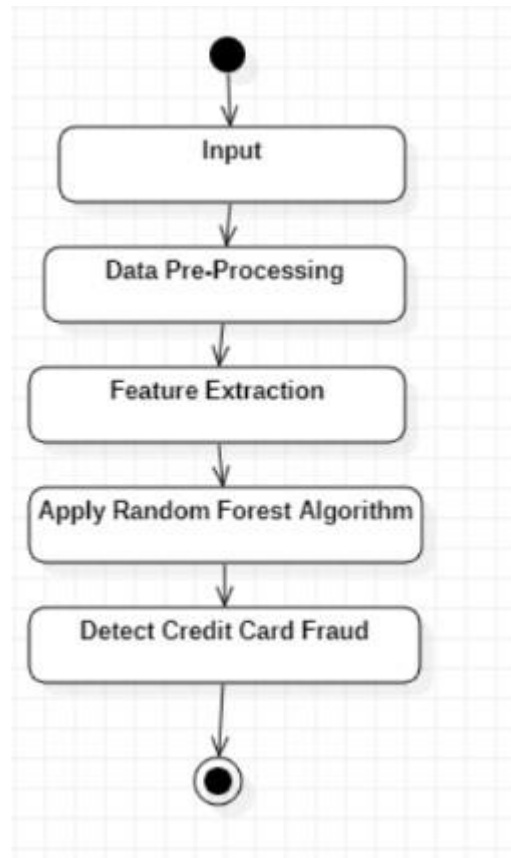 Input
Data Pre-Processing
Feature Extraction
Apply Random Forest Algorithm
Detect Credit Card Fraud